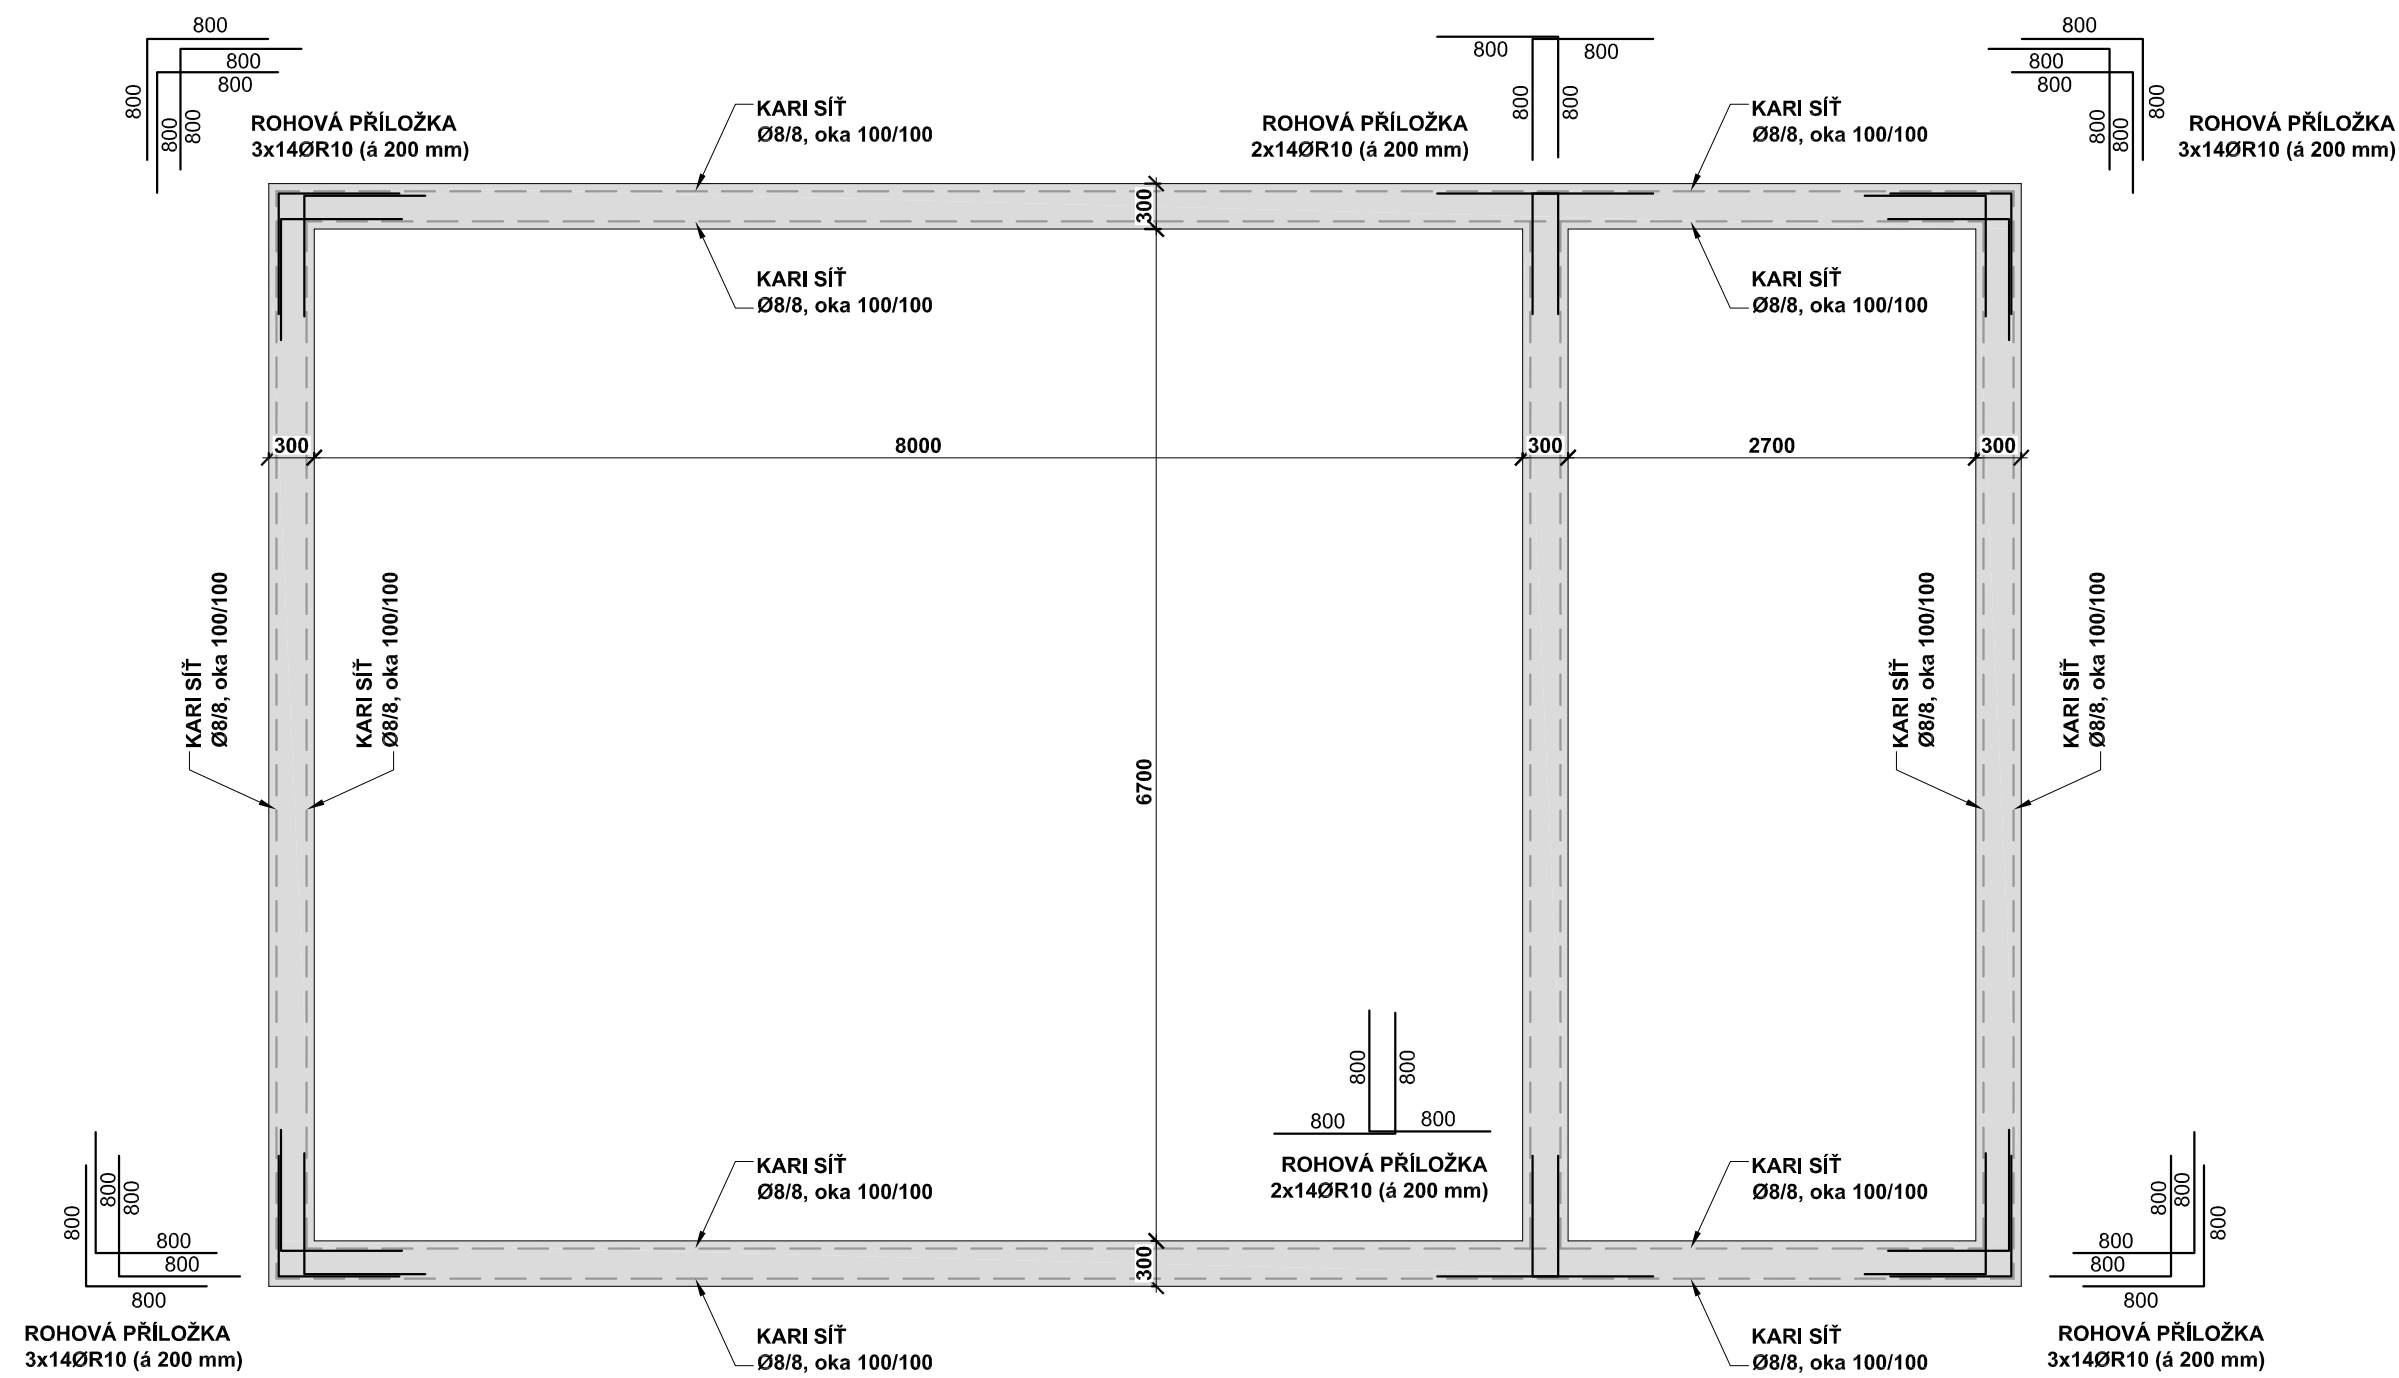 800
800
800
800
800
800
ROHOVÁ PŘÍLOŽKA
3x14ØR10 (á 200 mm)
KARI SÍŤ
Ø8/8, oka 100/100
800
800
800
800
ROHOVÁ PŘÍLOŽKA
2x14ØR10 (á 200 mm)
KARI SÍŤ
Ø8/8, oka 100/100
800
800
800
800
800
800
ROHOVÁ PŘÍLOŽKA
3x14ØR10 (á 200 mm)
300
KARI SÍŤ
Ø8/8, oka 100/100
KARI SÍŤ
Ø8/8, oka 100/100
300
8000
300
2700
300
KARI SÍŤ
Ø8/8, oka 100/100
KARI SÍŤ
Ø8/8, oka 100/100
6700
KARI SÍŤ
Ø8/8, oka 100/100
KARI SÍŤ
Ø8/8, oka 100/100
800
800
800
800
ROHOVÁ PŘÍLOŽKA
2x14ØR10 (á 200 mm)
KARI SÍŤ
Ø8/8, oka 100/100
KARI SÍŤ
Ø8/8, oka 100/100
800
800
800
800
800
800
ROHOVÁ PŘÍLOŽKA
3x14ØR10 (á 200 mm)
300
KARI SÍŤ
Ø8/8, oka 100/100
KARI SÍŤ
Ø8/8, oka 100/100
800
800
800
800
800
800
ROHOVÁ PŘÍLOŽKA
3x14ØR10 (á 200 mm)